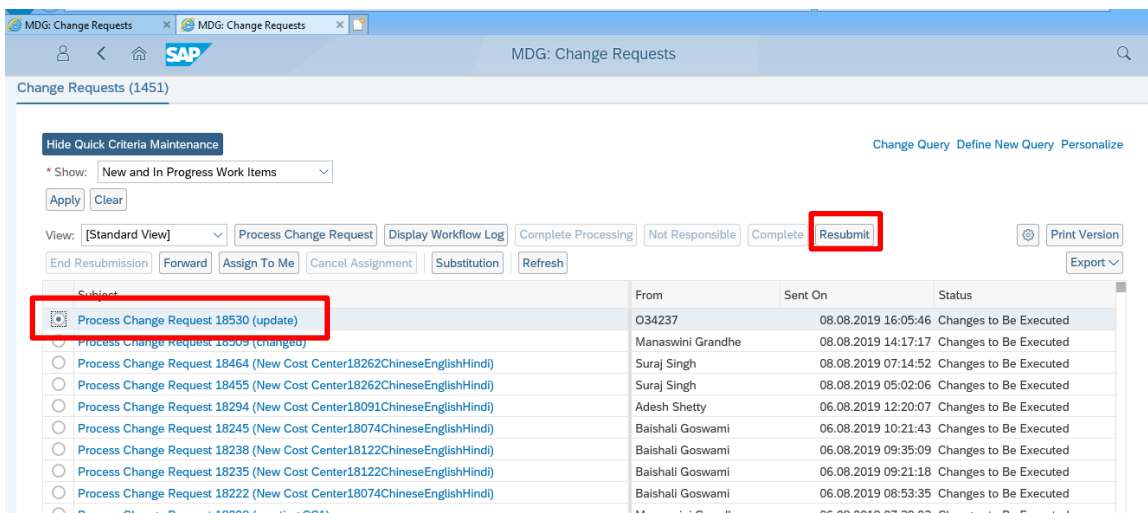 MDG: Change Requests × MDG: Change Requests ×
SAP MDG: Change Requests
Change Requests (1451)
Hide Quick Criteria Maintenance Change Query Define New Query Personalize
* Show: New and In Progress Work Items
Apply Clear
View: [Standard View] Process Change Request Display Workflow Log Complete Processing Not Responsible Complete Resubmit Print Version
End Resubmission Forward Assign To Me Cancel Assignment Substitution Refresh Export
Subject From Sent On Status
Process Change Request 18530 (update) O34237 08.08.2019 16:05:46 Changes to Be Executed
Process Change Request 18509 (changed) Manaswini Grandhe 08.08.2019 14:17:17 Changes to Be Executed
Process Change Request 18464 (New Cost Center18262ChineseEnglishHindi) Suraj Singh 08.08.2019 07:14:52 Changes to Be Executed
Process Change Request 18455 (New Cost Center18262ChineseEnglishHindi) Suraj Singh 08.08.2019 05:02:06 Changes to Be Executed
Process Change Request 18294 (New Cost Center18091ChineseEnglishHindi) Adesh Shetty 06.08.2019 12:20:07 Changes to Be Executed
Process Change Request 18245 (New Cost Center18074ChineseEnglishHindi) Baishali Goswami 06.08.2019 10:21:43 Changes to Be Executed
Process Change Request 18238 (New Cost Center18122ChineseEnglishHindi) Baishali Goswami 06.08.2019 09:35:09 Changes to Be Executed
Process Change Request 18235 (New Cost Center18122ChineseEnglishHindi) Baishali Goswami 06.08.2019 09:21:18 Changes to Be Executed
Process Change Request 18222 (New Cost Center18074ChineseEnglishHindi) Baishali Goswami 06.08.2019 08:53:35 Changes to Be Executed